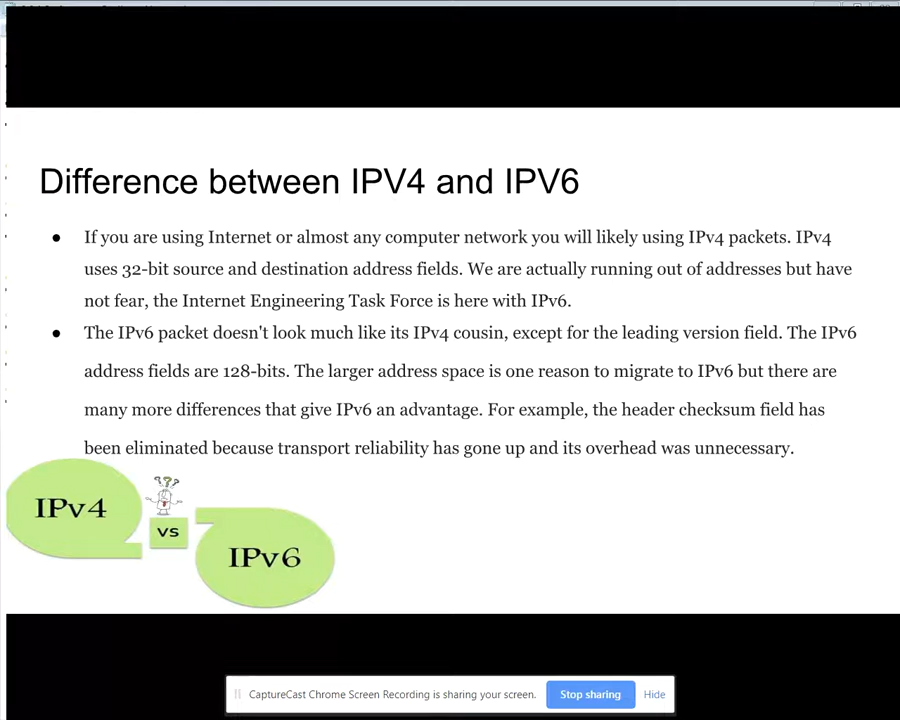 Difference between IPV4 and IPV6
● If you are using Internet or almost any computer network you will likely using IPv4 packets. IPv4
uses 32-bit source and destination address fields. We are actually running out of addresses but have
not fear, the Internet Engineering Task Force is here with IPv6.
● The IPv6 packet doesn't look much like its IPv4 cousin, except for the leading version field. The IPv6
address fields are 128-bits. The larger address space is one reason to migrate to IPv6 but there are
many more differences that give IPv6 an advantage. For example, the header checksum field has
been eliminated because transport reliability has gone up and its overhead was unnecessary.
???
IPv4
vs
IPv6
CaptureCast Chrome Screen Recording is sharing your screen. Stop sharing Hide